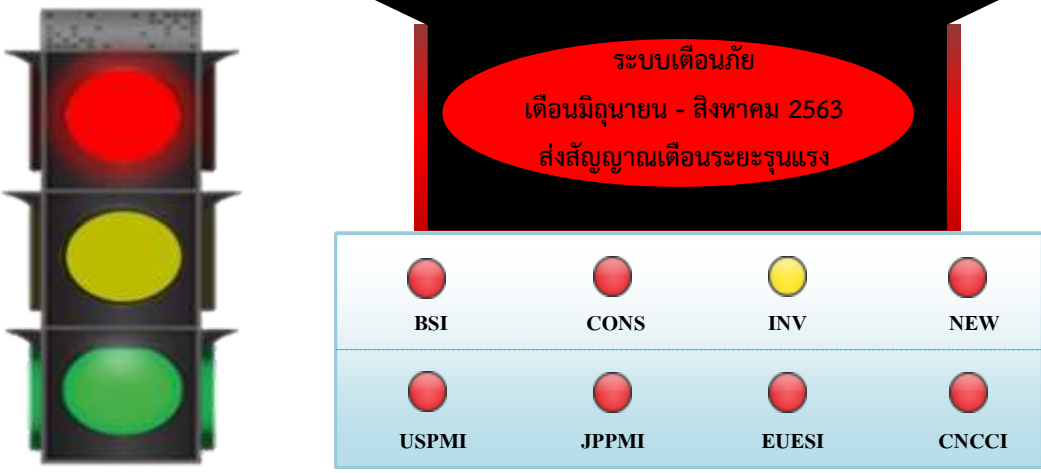 ระบบเตือนภัย
เดือนมิถุนายน - สิงหาคม 2563
ส่งสัญญาณเตือนระยะรุนแรง
BSI CONS INV NEW
USPMI JPPMI EUESI CNCCI